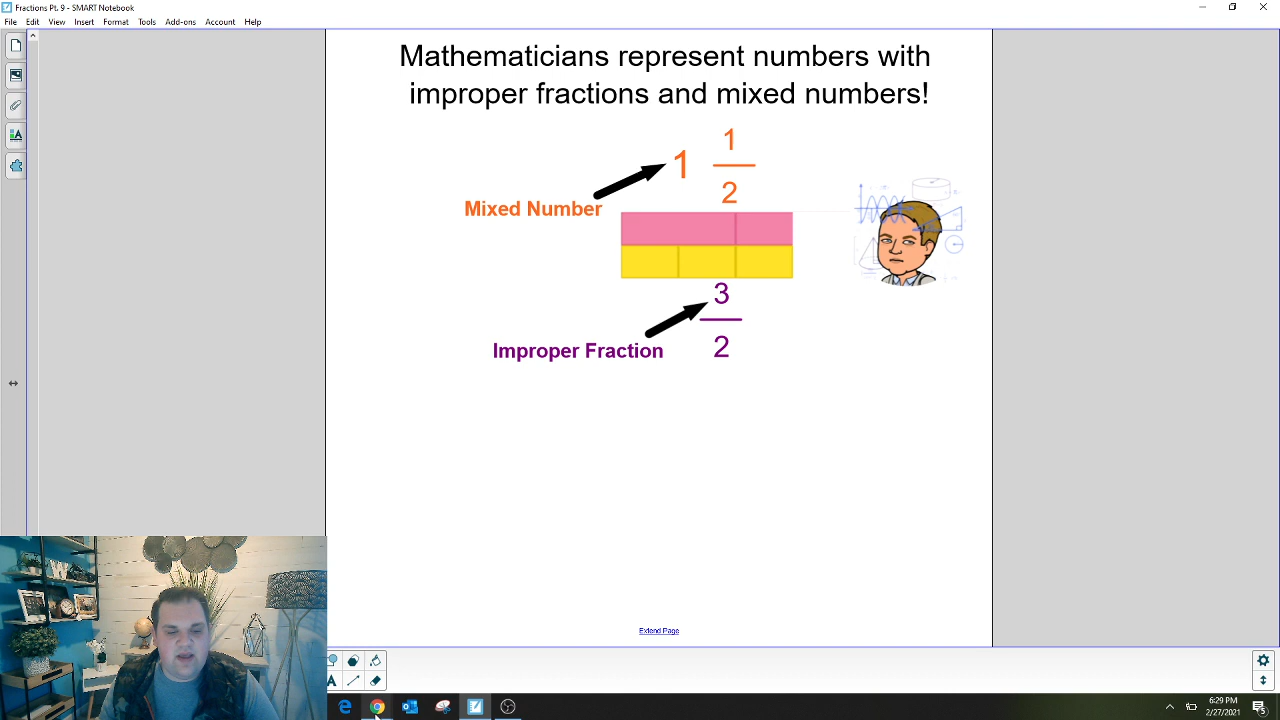 Fractions Pt. 9 - SMART Notebook
File Edit View Insert Format Tools Add-ons Account Help
Mathematicians represent numbers with
improper fractions and mixed numbers!
1 1
2
Mixed Number
3
2
Improper Fraction
Extend Page
6:29 PM
2/27/2021